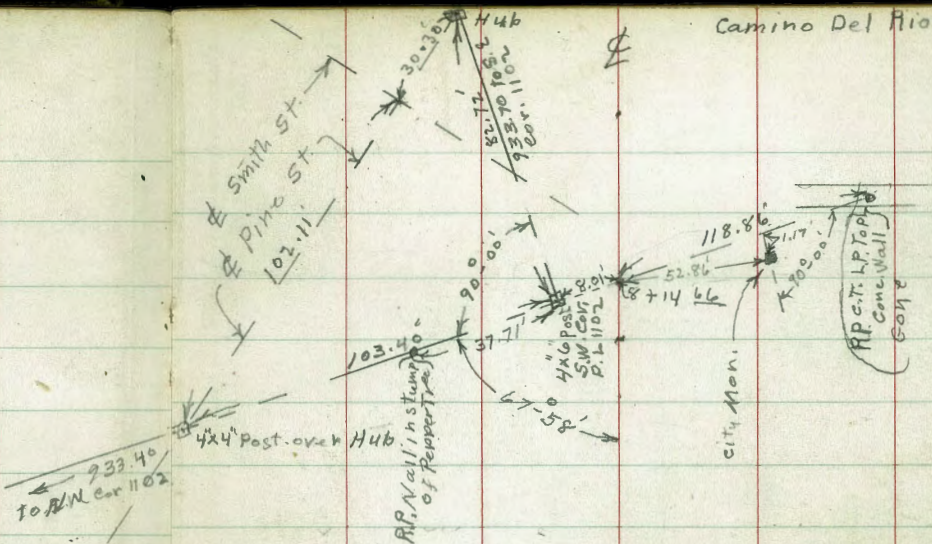 Camino Del Rio
Hub
30.30
82.72'
933.70 to S.E.
cor. 1102
℄ Smith St.
℄ Pine St.
102.11'
℄
118.86'
52.86'
1.17'
90°-00'
8+14 66
City Mon.
R.P. C.T. L.P. Top
Conc. Wall
Gone
90°-00'
37.71'
4"x6" Post
S.W. Cor.
P.L. 1102
67°-58'
103.40
R.P. Nail in stump
of Pepper Tree
4"x4" Post over Hub
933.40
to N.W. Cor 1102